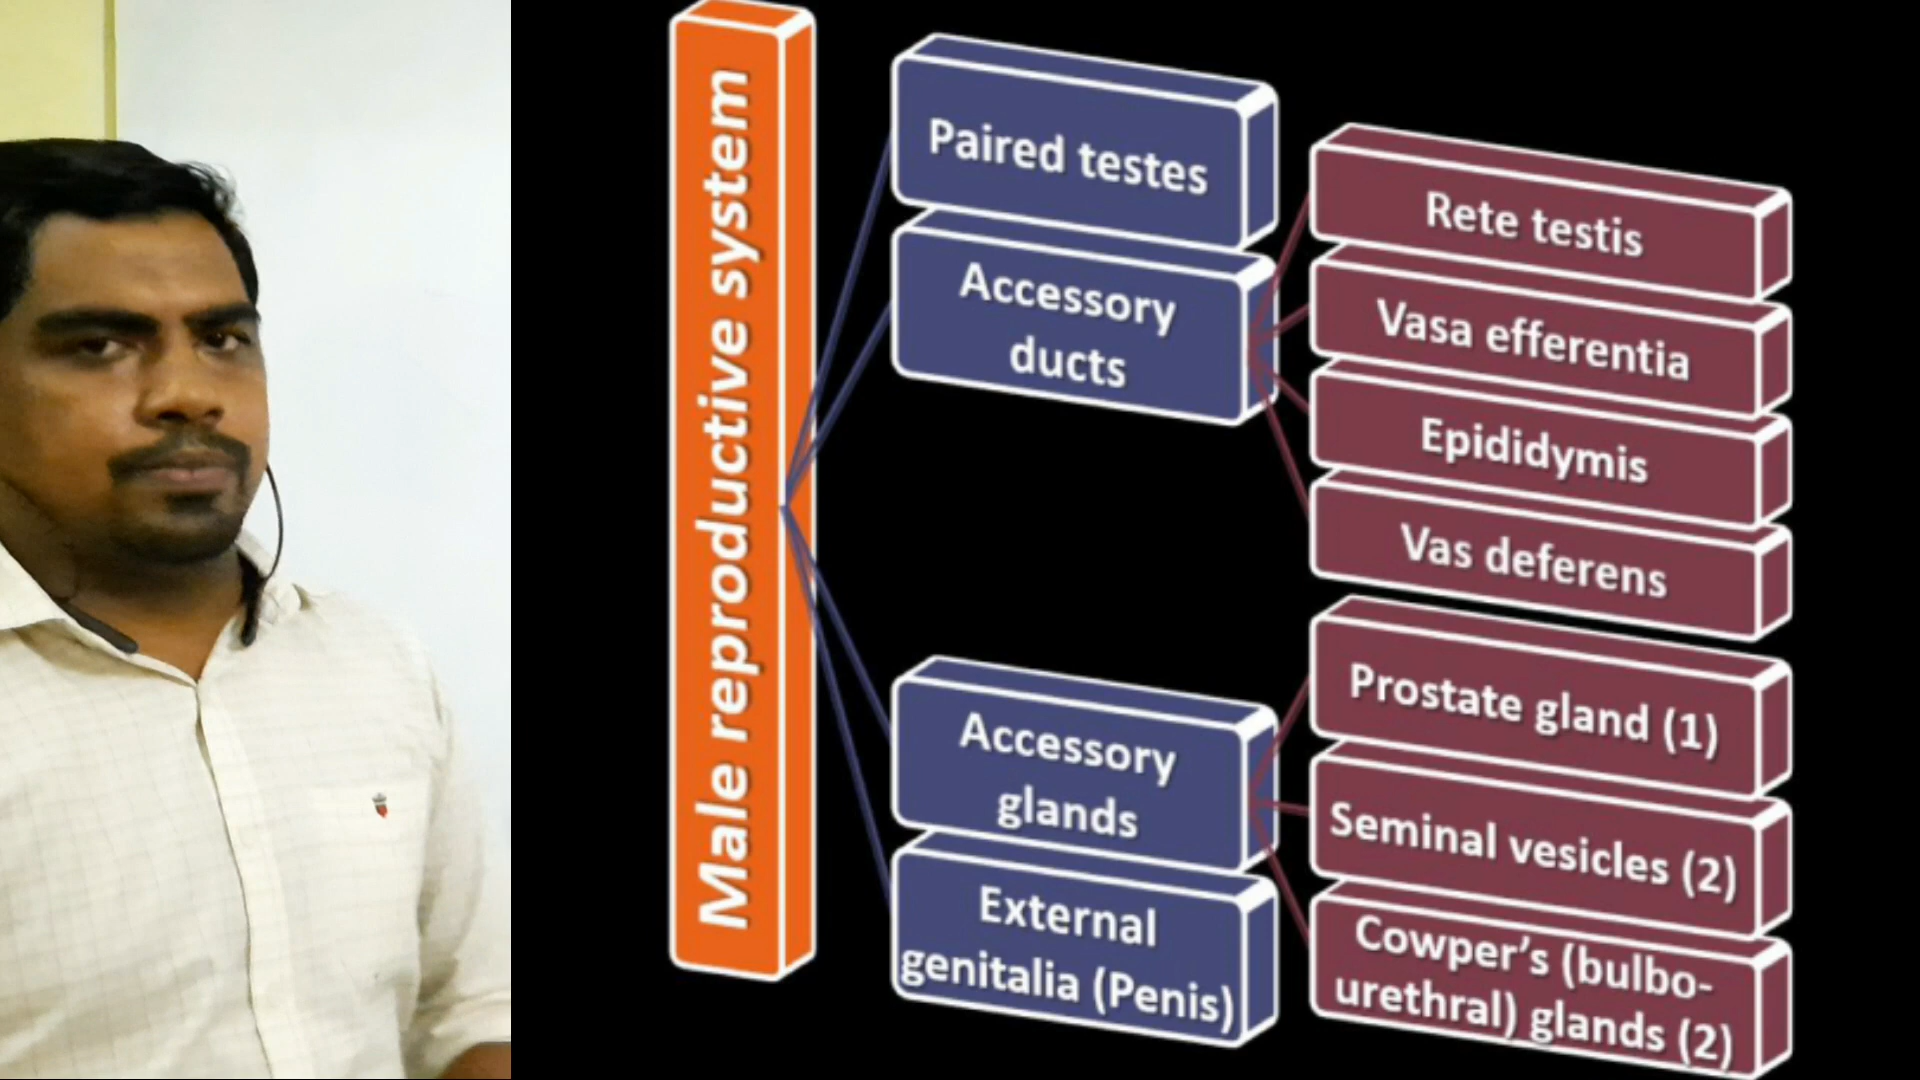 Male reproductive system
Paired testes
Accessory
ducts
Rete testis
Vasa efferentia
Epididymis
Vas deferens
Accessory
glands
Prostate gland (1)
Seminal vesicles (2)
Cowper’s (bulbo-
urethral) glands (2)
External
genitalia (Penis)